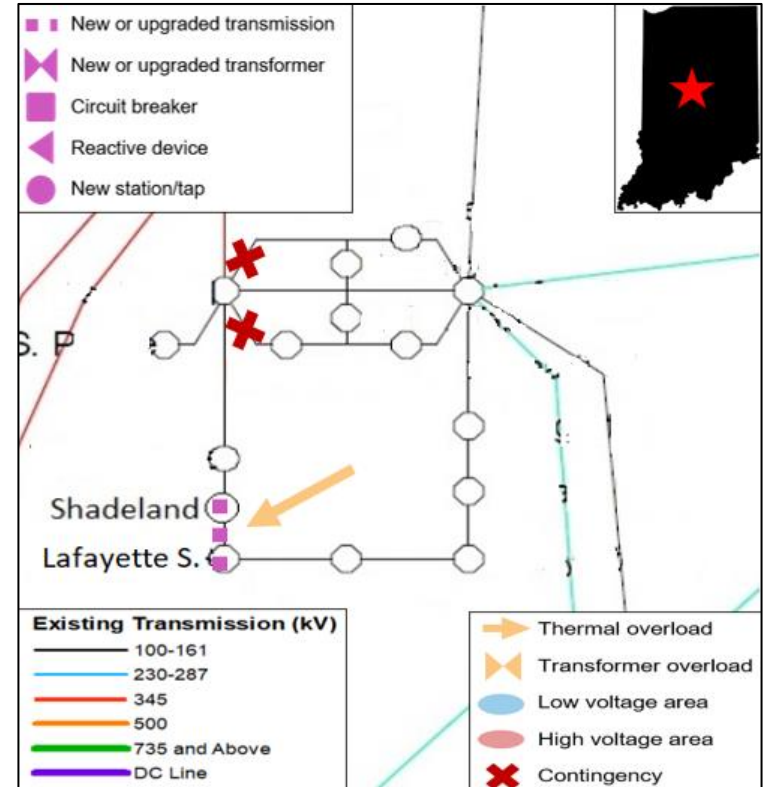 New or upgraded transmission
New or upgraded transformer
Circuit breaker
Reactive device
New station/tap
S. P
Shadeland
Lafayette S.
Existing Transmission (kV)
100-161
230-287
345
500
735 and Above
DC Line
Thermal overload
Transformer overload
Low voltage area
High voltage area
Contingency